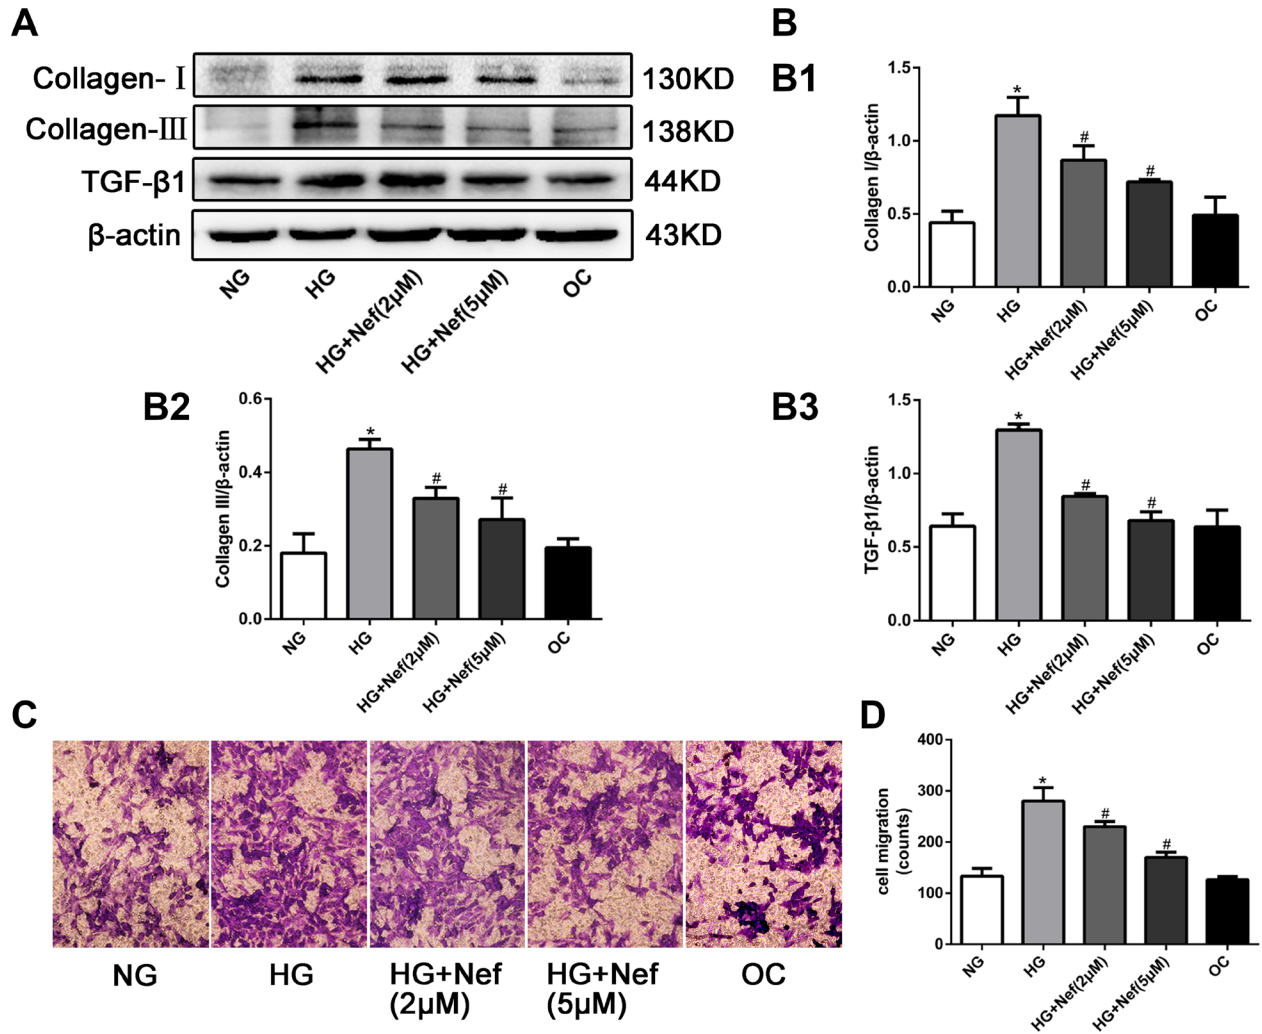 A
Collagen- Ⅰ
130KD
Collagen-Ⅲ
138KD
TGF-β1
44KD
β-actin
43KD
NG
HG
HG+Nef(2μM)
HG+Nef(5μM)
OC
B
B1
Collagen I/β-actin
1.5
1.0
0.5
0.0
*
#
#
NG
HG
HG+Nef(2μM)
HG+Nef(5μM)
OC
B2
Collagen III/β-actin
0.6
0.4
0.2
0.0
*
#
#
NG
HG
HG+Nef(2μM)
HG+Nef(5μM)
OC
B3
TGF-β1/β-actin
1.5
1.0
0.5
0.0
*
#
#
NG
HG
HG+Nef(2μM)
HG+Nef(5μM)
OC
C
NG
HG
HG+Nef
(2μM)
HG+Nef
(5μM)
OC
D
cell migration
(counts)
400
300
200
100
0
*
#
#
NG
HG
HG+Nef(2μM)
HG+Nef(5μM)
OC